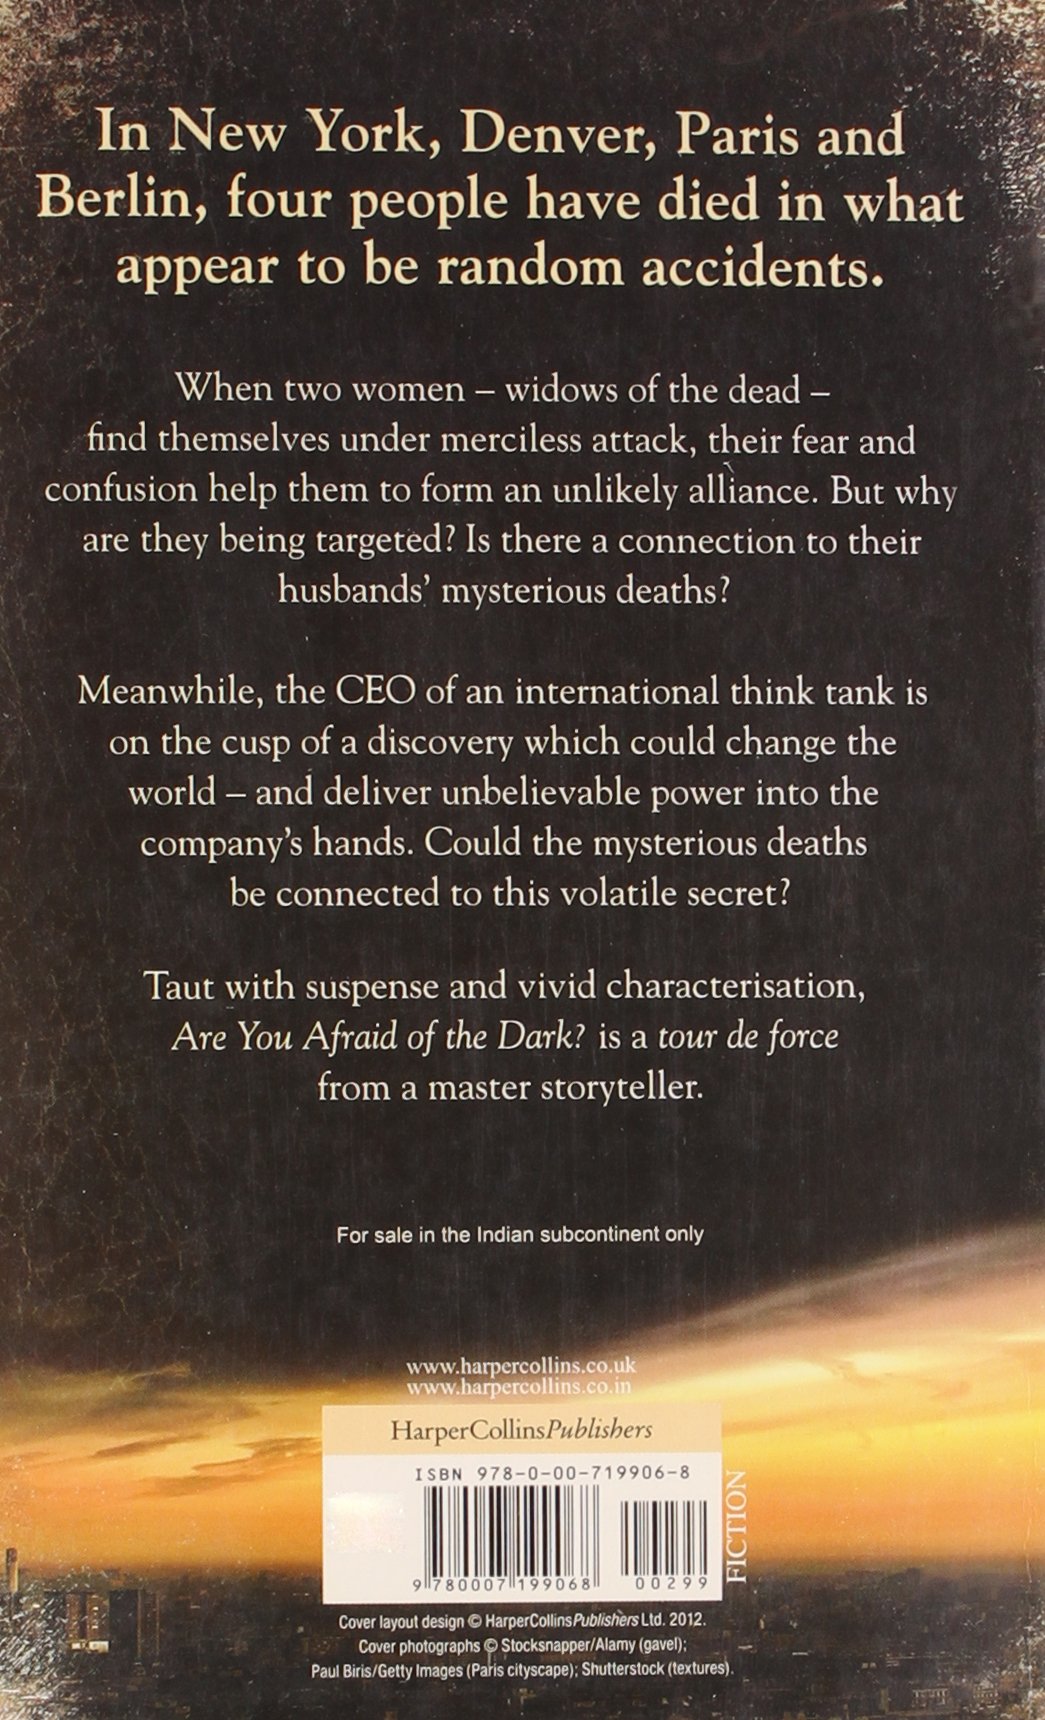 In New York, Denver, Paris and
Berlin, four people have died in what
appear to be random accidents.
When two women – widows of the dead –
find themselves under merciless attack, their fear and
confusion help them to form an unlikely alliance. But why
are they being targeted? Is there a connection to their
husbands' mysterious deaths?
Meanwhile, the CEO of an international think tank is
on the cusp of a discovery which could change the
world – and deliver unbelievable power into the
company's hands. Could the mysterious deaths
be connected to this volatile secret?
Taut with suspense and vivid characterisation,
Are You Afraid of the Dark? is a tour de force
from a master storyteller.
For sale in the Indian subcontinent only
www.harpercollins.co.uk
www.harpercollins.co.in
HarperCollinsPublishers
ISBN 978-0-00-719906-8
9 780007 199068
00299
FICTION
Cover layout design © HarperCollinsPublishers Ltd. 2012.
Cover photographs © Stocksnapper/Alamy (gavel);
Paul Biris/Getty Images (Paris cityscape); Shutterstock (textures).